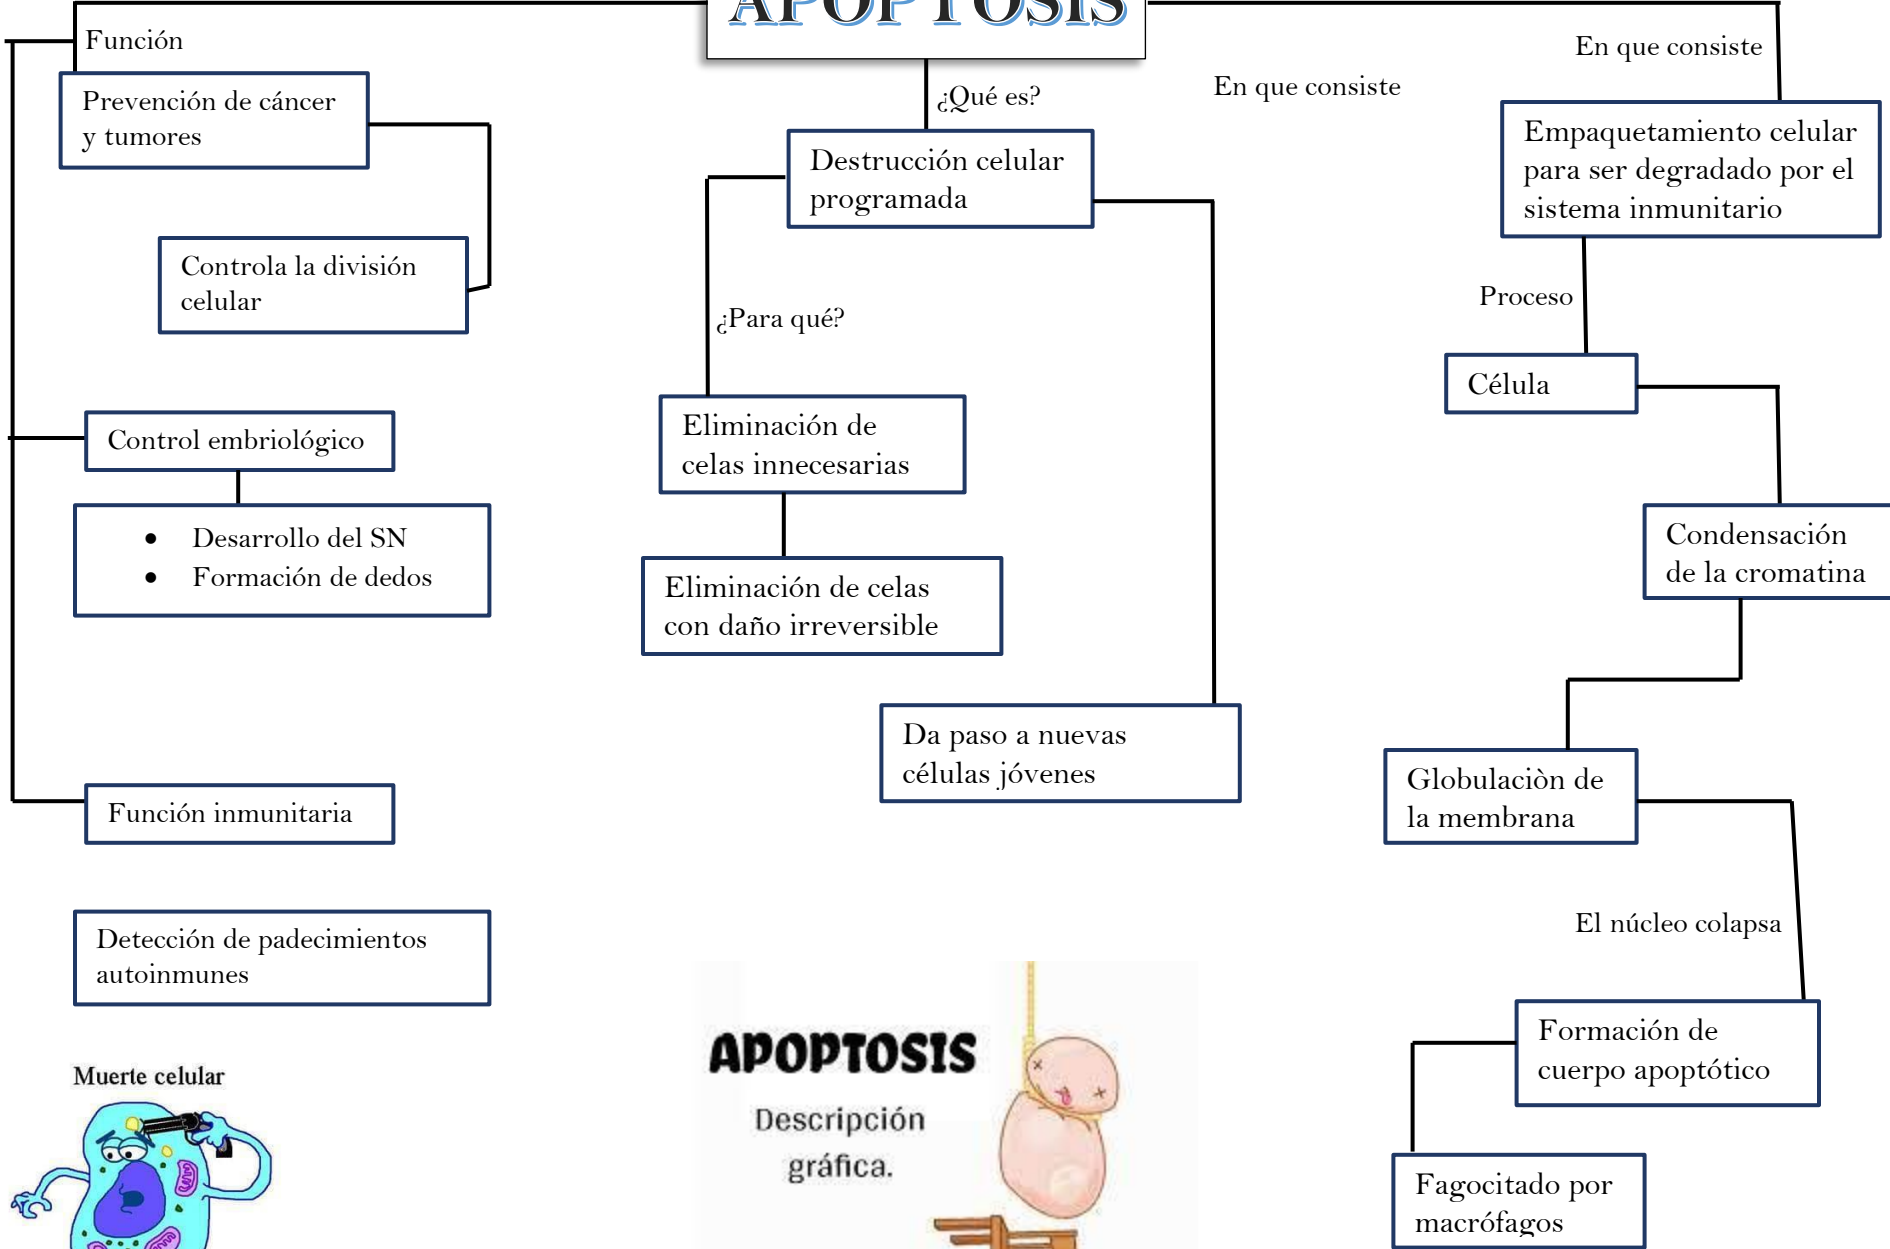 APOPTOSIS
Función
Prevención de cáncer
y tumores
Controla la división
celular
Control embriológico
• Desarrollo del SN
• Formación de dedos
Función inmunitaria
Detección de padecimientos
autoinmunes
Muerte celular
¿Qué es?
Destrucción celular
programada
¿Para qué?
Eliminación de
celas innecesarias
Eliminación de celas
con daño irreversible
Da paso a nuevas
células jóvenes
APOPTOSIS
Descripción
gráfica.
En que consiste
En que consiste
Empaquetamiento celular
para ser degradado por el
sistema inmunitario
Proceso
Célula
Condensación
de la cromatina
Globulaciòn de
la membrana
El núcleo colapsa
Formación de
cuerpo apoptótico
Fagocitado por
macrófagos